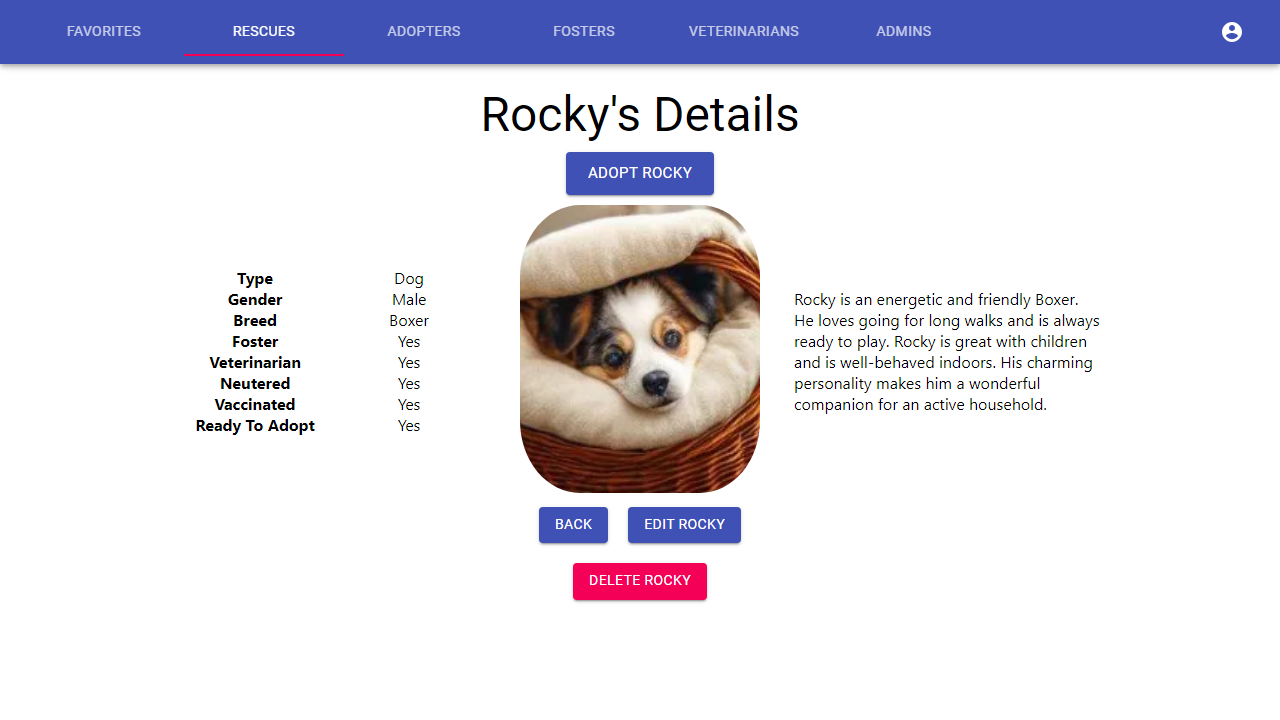 FAVORITES RESCUES ADOPTERS FOSTERS VETERINARIANS ADMINS
Rocky's Details
ADOPT ROCKY
Type Dog
Gender Male
Breed Boxer
Foster Yes
Veterinarian Yes
Neutered Yes
Vaccinated Yes
Ready To Adopt Yes
Rocky is an energetic and friendly Boxer.
He loves going for long walks and is always
ready to play. Rocky is great with children
and is well-behaved indoors. His charming
personality makes him a wonderful
companion for an active household.
BACK EDIT ROCKY
DELETE ROCKY